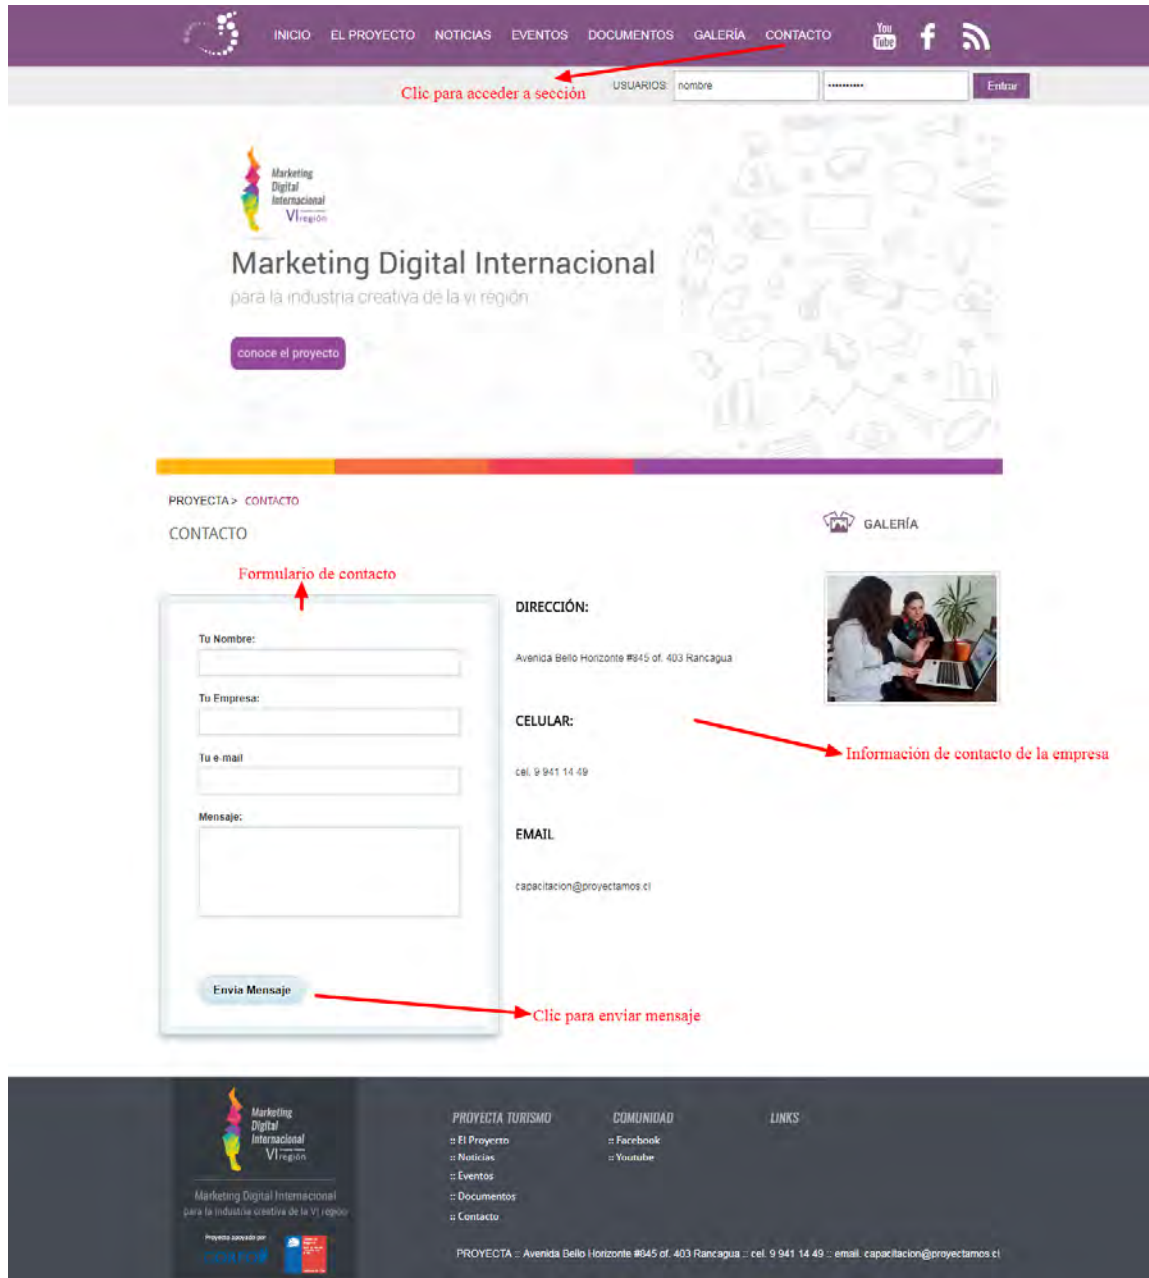 INICIO EL PROYECTO NOTICIAS EVENTOS DOCUMENTOS GALERÍA CONTACTO You Tube
Clic para acceder a sección
USUARIOS nombre •••••••••• Entrar
Marketing
Digital
Internacional
VI región
Marketing Digital Internacional
para la industria creativa de la vi región
conoce el proyecto
PROYECTA > CONTACTO
CONTACTO
GALERÍA
Formulario de contacto
Tu Nombre:
Tu Empresa:
Tu e-mail
Mensaje:
Envia Mensaje
Clic para enviar mensaje
DIRECCIÓN:
Avenida Bello Horizonte #845 of. 403 Rancagua
CELULAR:
cel. 9 941 14 49
EMAIL
capacitacion@proyectamos.cl
Información de contacto de la empresa
Marketing
Digital
Internacional
VI región
Marketing Digital Internacional
para la industria creativa de la VI región
Proyecto apoyado por
PROYECTA TURISMO
:: El Proyecto
:: Noticias
:: Eventos
:: Documentos
:: Contacto
COMUNIDAD
:: Facebook
:: Youtube
LINKS
PROYECTA :: Avenida Bello Horizonte #845 of. 403 Rancagua :: cel. 9 941 14 49 :: email. capacitacion@proyectamos.cl